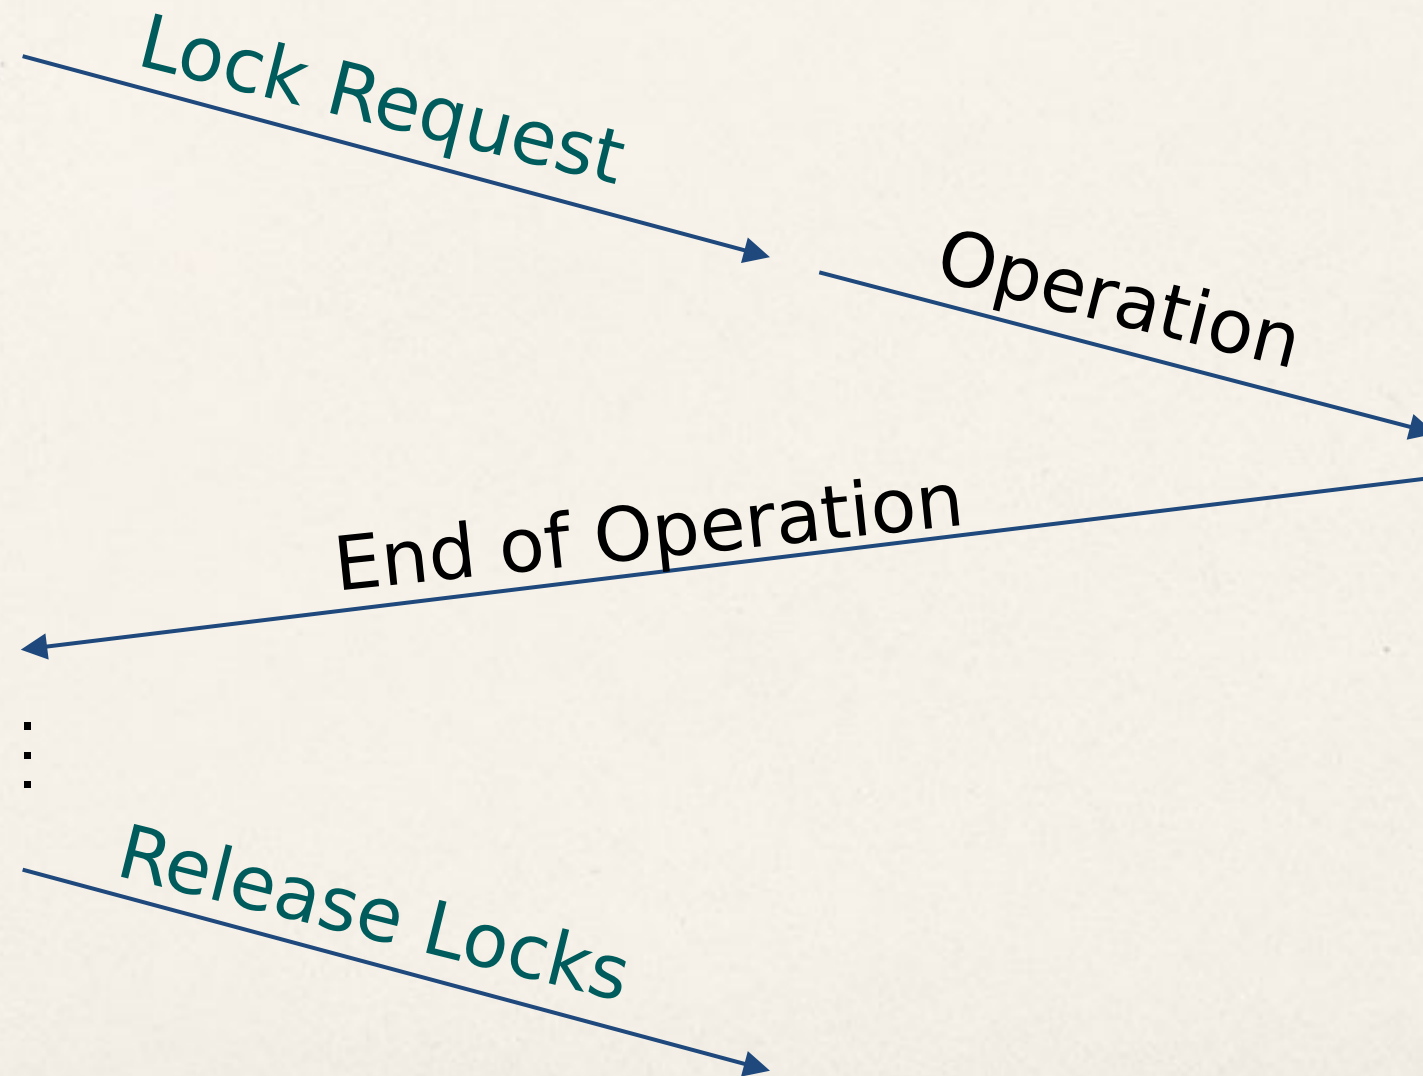 Lock Request
Operation
End of Operation
Release Locks